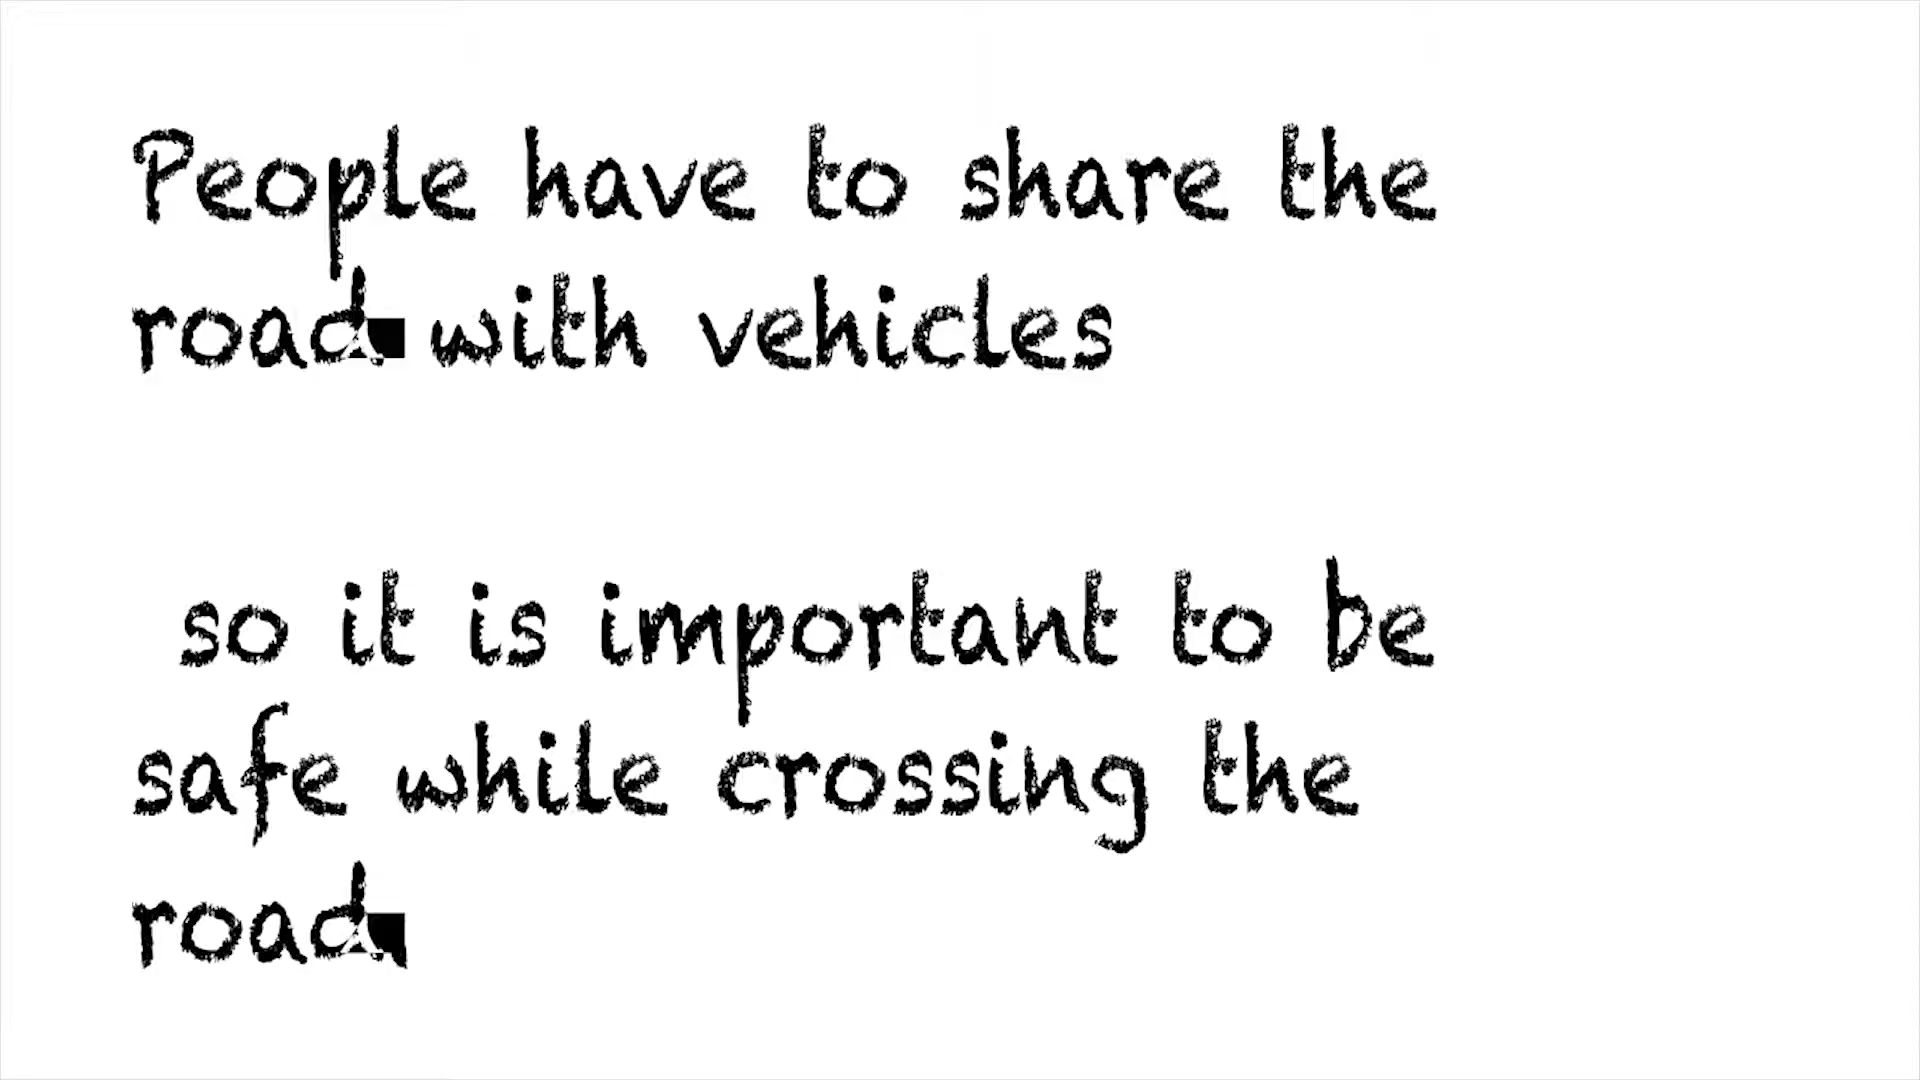 People have to share the
road with vehicles
so it is important to be
safe while crossing the
road